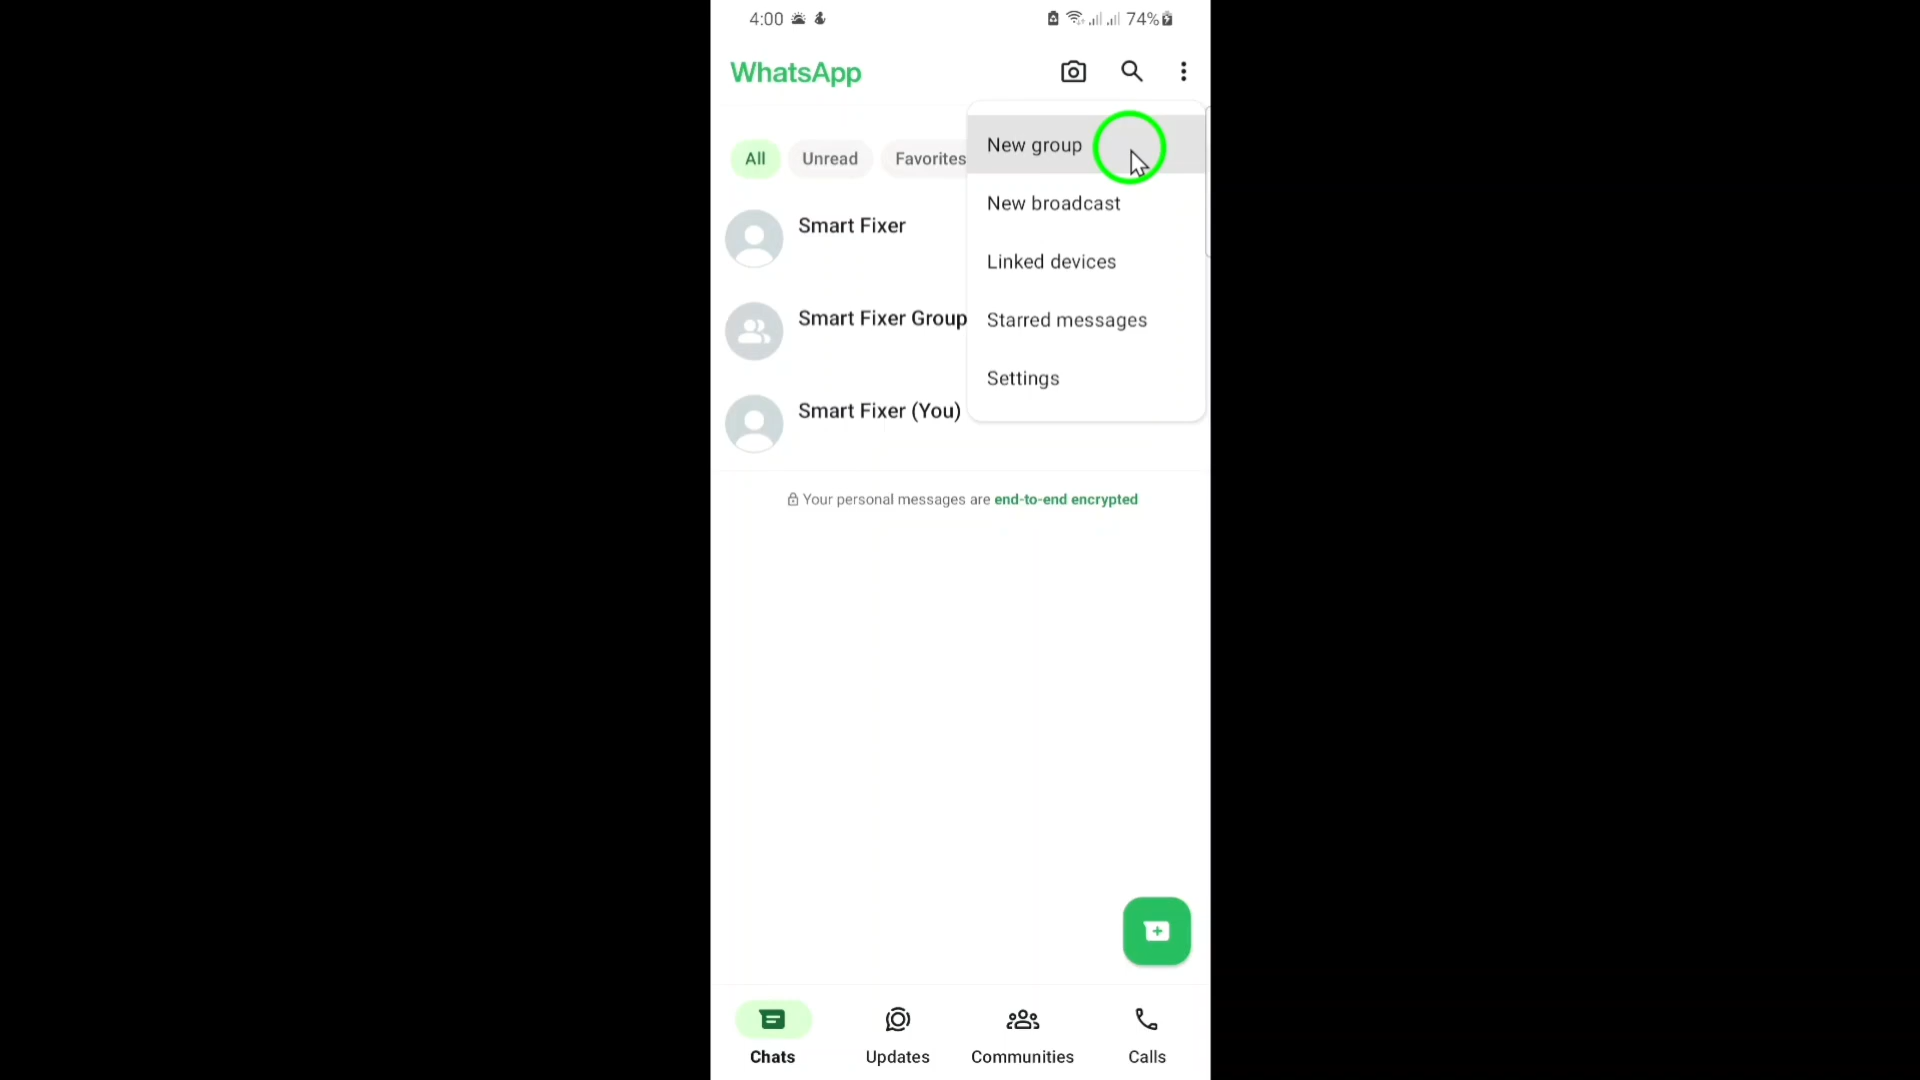 4:00 74%
WhatsApp
All Unread Favorites
New group
New broadcast
Linked devices
Starred messages
Settings
Smart Fixer
Smart Fixer Group
Smart Fixer (You)
Your personal messages are end-to-end encrypted
Chats Updates Communities Calls